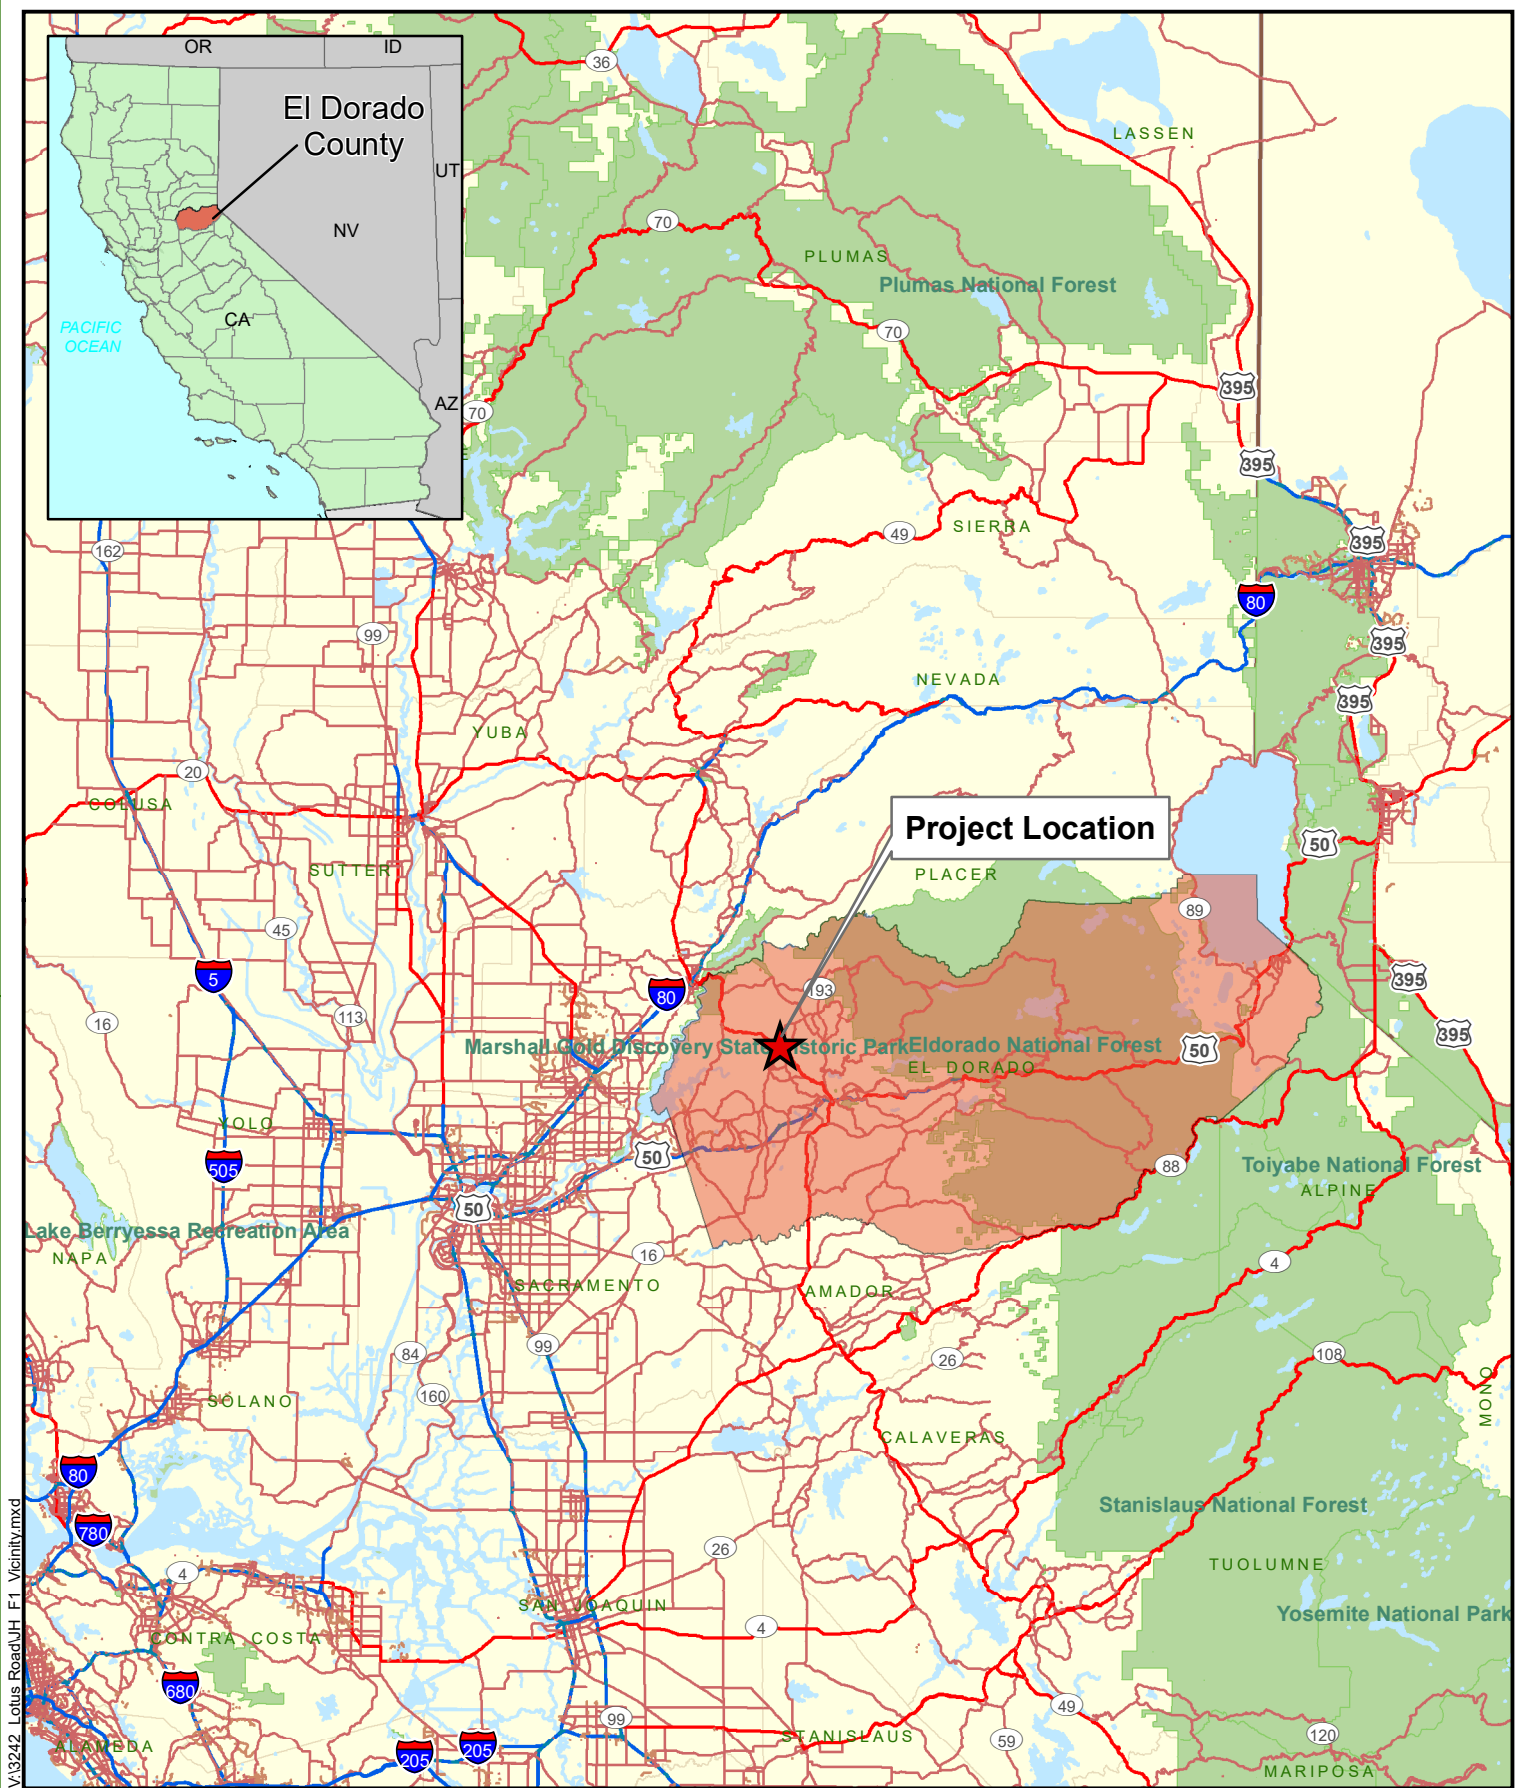 OR
ID
El Dorado
County
UT
NV
CA
PACIFIC
OCEAN
AZ
36
LASSEN
70
PLUMAS
Plumas National Forest
70
395
70
395
49
SIERRA
395
162
80
99
395
NEVADA
395
YUBA
20
COLUSA
Project Location
50
SUTTER
PLACER
89
45
5
80
193
395
16
113
395
Marshall Gold Discovery State Historic Park
Eldorado National Forest
50
EL DORADO
YOLO
50
505
88
Toiyabe National Forest
ALPINE
50
Lake Berryessa Recreation Area
NAPA
16
4
SACRAMENTO
AMADOR
99
84
26
108
160
SOLANO
MONO
CALAVERAS
80
Stanislaus National Forest
780
26
TUOLUMNE
4
SAN JOAQUIN
Yosemite National Park
4
CONTRA COSTA
680
49
99
STANISLAUS
59
120
ALAMEDA
205
205
MARIPOSA
V:\3242_Lotus Road\JH_F1_Vicinity.mxd